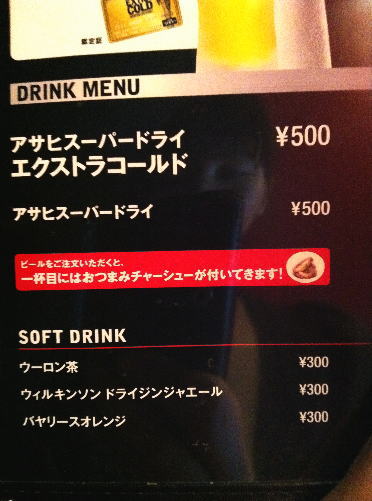 COLD
鑑定証
DRINK MENU
アサヒスーパードライ ¥500
エクストラコールド
アサヒスーパードライ ¥500
ビールをご注文いただくと、
一杯目にはおつまみチャーシューが付いてきます!
SOFT DRINK
ウーロン茶 ¥300
ウィルキンソン ドライジンジャエール ¥300
バヤリースオレンジ ¥300